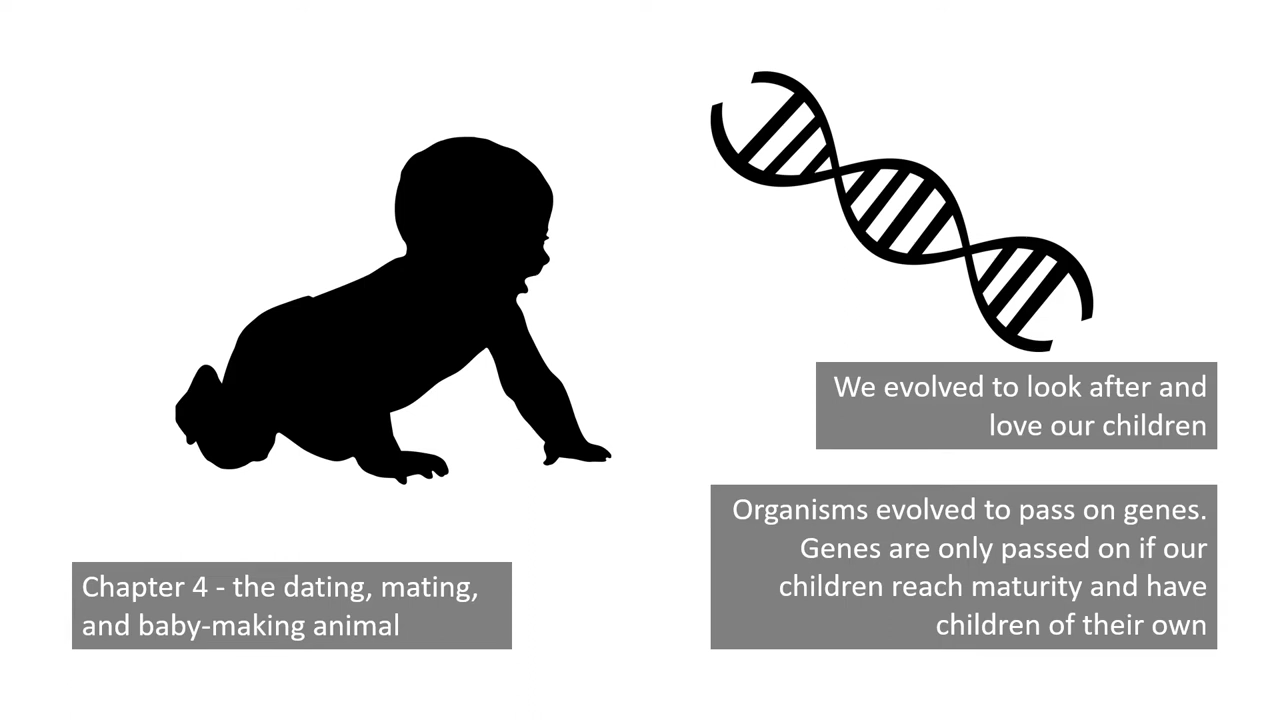 We evolved to look after and
love our children
Organisms evolved to pass on genes.
Genes are only passed on if our
children reach maturity and have
children of their own
Chapter 4 - the dating, mating,
and baby-making animal